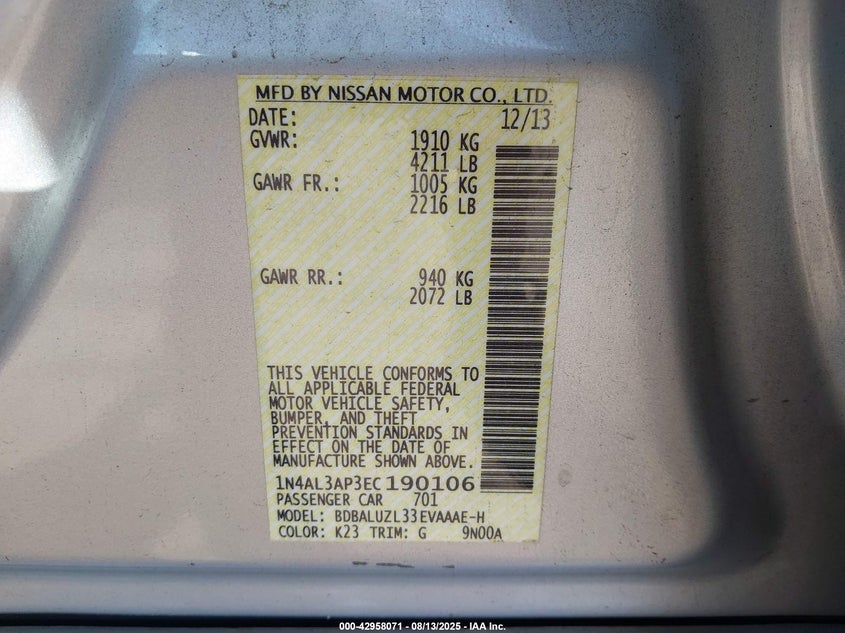 MFD BY NISSAN MOTOR CO., LTD.
DATE: 12/13
GVWR: 1910 KG
4211 LB
GAWR FR.: 1005 KG
2216 LB
GAWR RR.: 940 KG
2072 LB
THIS VEHICLE CONFORMS TO
ALL APPLICABLE FEDERAL
MOTOR VEHICLE SAFETY,
BUMPER, AND THEFT
PREVENTION STANDARDS IN
EFFECT ON THE DATE OF
MANUFACTURE SHOWN ABOVE.
1N4AL3AP3EC190106
PASSENGER CAR 701
MODEL: BDBALUZL33EVAAAE-H
COLOR: K23 TRIM: G 9N00A
000-42958071 - 08/13/2025 - IAA Inc.